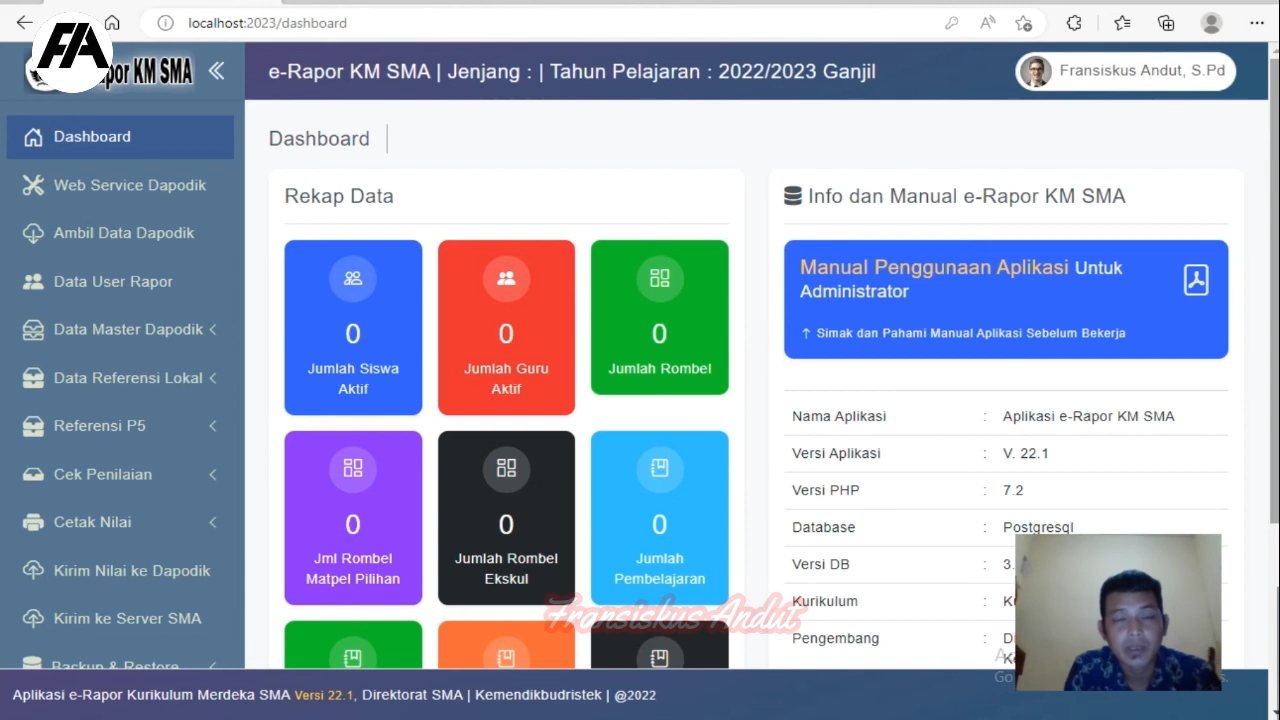 localhost:2023/dashboard
FA
Rapor KM SMA
e-Rapor KM SMA | Jenjang : | Tahun Pelajaran : 2022/2023 Ganjil
Fransiskus Andut, S.Pd
Dashboard
Web Service Dapodik
Ambil Data Dapodik
Data User Rapor
Data Master Dapodik
Data Referensi Lokal
Referensi P5
Cek Penilaian
Cetak Nilai
Kirim Nilai ke Dapodik
Kirim ke Server SMA
Backup & Restore
Dashboard
Rekap Data
0
Jumlah Siswa
Aktif
0
Jumlah Guru
Aktif
0
Jumlah Rombel
0
Jml Rombel
Matpel Pilihan
0
Jumlah Rombel
Ekskul
0
Jumlah
Pembelajaran
Info dan Manual e-Rapor KM SMA
Manual Penggunaan Aplikasi Untuk
Administrator
↑ Simak dan Pahami Manual Aplikasi Sebelum Bekerja
Nama Aplikasi : Aplikasi e-Rapor KM SMA
Versi Aplikasi : V. 22.1
Versi PHP : 7.2
Database : Postgresql
Versi DB : 3.
Kurikulum :
Pengembang :
Fransiskus Andut
Aplikasi e-Rapor Kurikulum Merdeka SMA Versi 22.1, Direktorat SMA | Kemendikbudristek | @2022